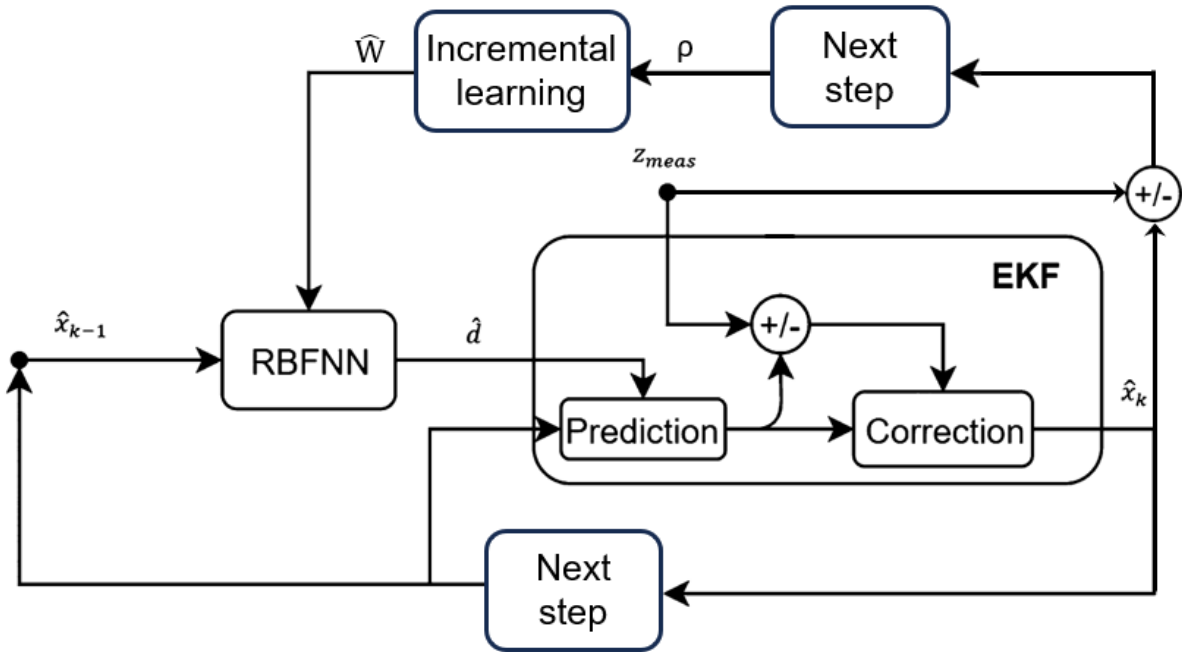 Ŵ
Incremental
learning
ρ
Next
step
z_meas
+/-
EKF
x̂_{k−1}
RBFNN
d̂
+/-
Prediction
Correction
x̂_k
Next
step